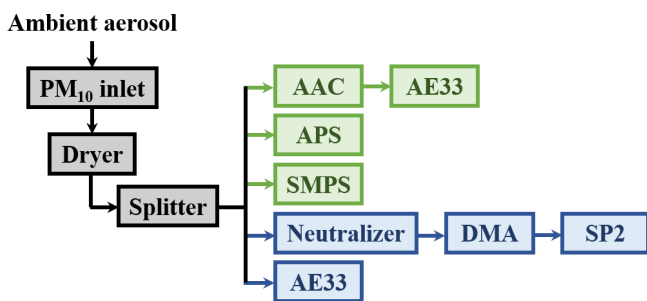 Ambient aerosol
PM₁₀ inlet
Dryer
Splitter
AAC
AE33
APS
SMPS
Neutralizer
DMA
SP2
AE33